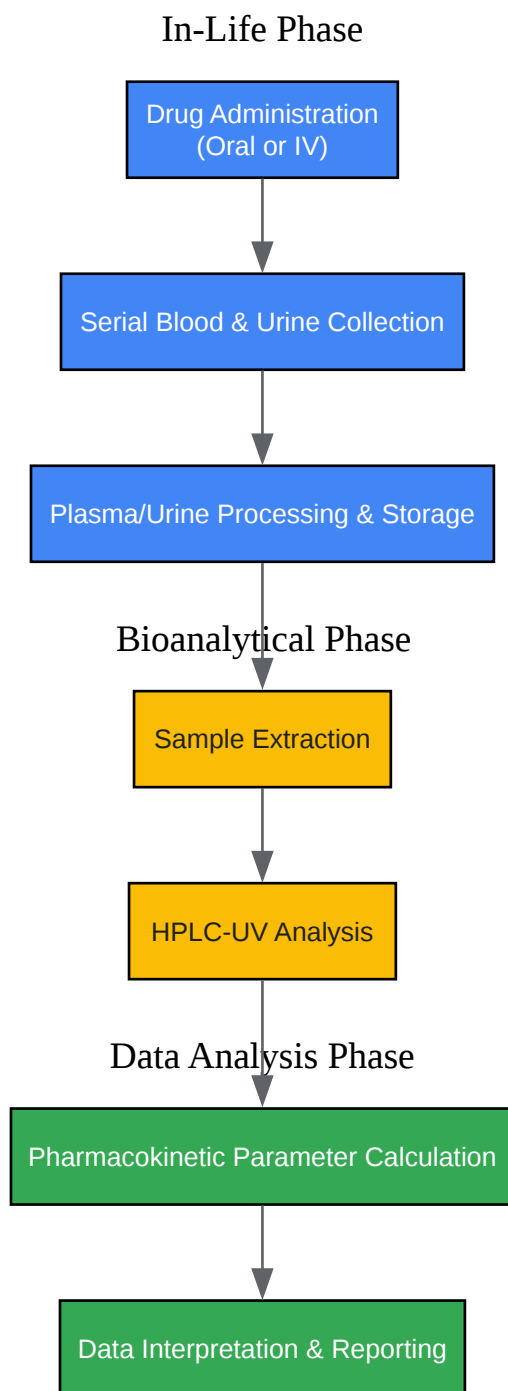 In-Life Phase
Drug Administration
(Oral or IV)
Serial Blood & Urine Collection
Plasma/Urine Processing & Storage
Bioanalytical Phase
Sample Extraction
HPLC-UV Analysis
Data Analysis Phase
Pharmacokinetic Parameter Calculation
Data Interpretation & Reporting